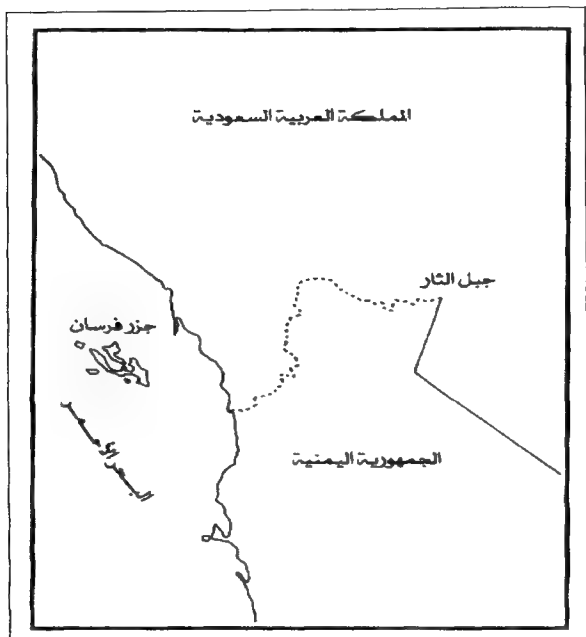 المملكة العربية السعودية
جبل الثار
جزر فرسان
البحر الأحمر
الجمهورية اليمنية